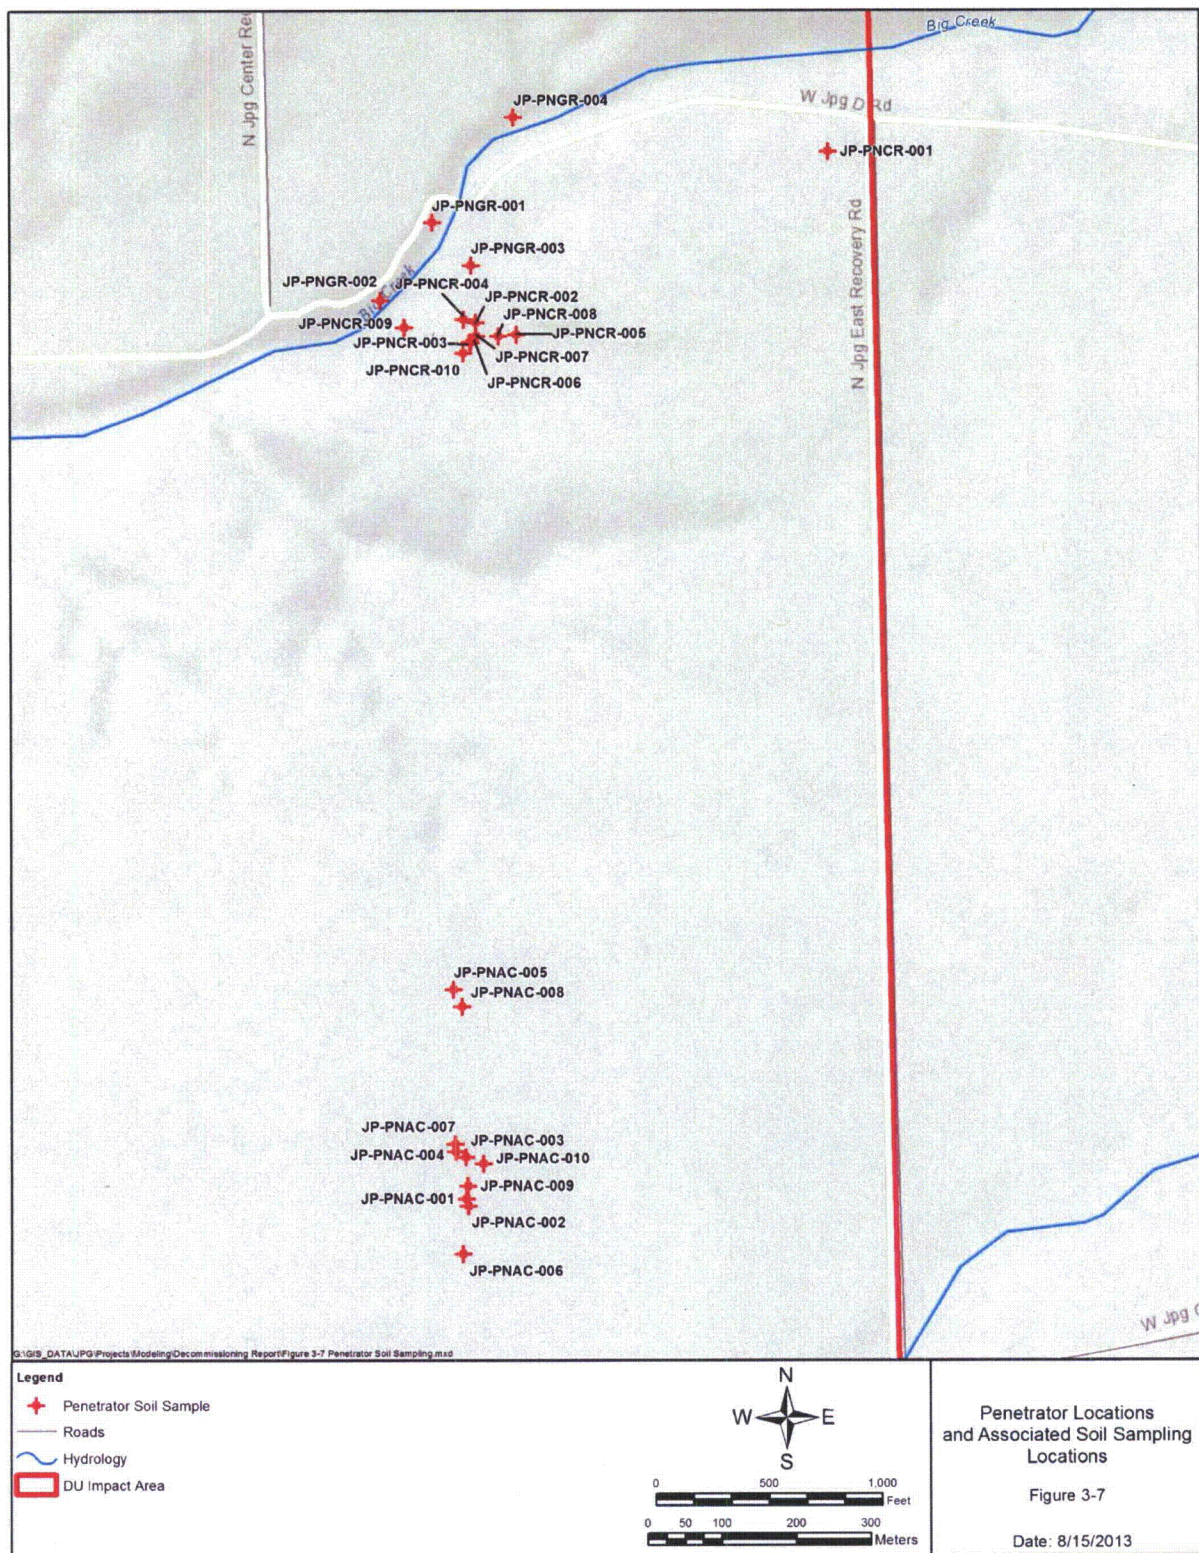 N Jpg Center Rec
Big Creek
JP-PNGR-004
W Jpg D Rd
JP-PNCR-001
JP-PNGR-001
N Jpg East Recovery Rd
JP-PNGR-003
JP-PNGR-002
Big Creek
JP-PNCR-004
JP-PNCR-002
JP-PNCR-008
JP-PNCR-009
JP-PNCR-005
JP-PNCR-003
JP-PNCR-007
JP-PNCR-010
JP-PNCR-006
JP-PNAC-005
JP-PNAC-008
JP-PNAC-007
JP-PNAC-003
JP-PNAC-004
JP-PNAC-010
JP-PNAC-009
JP-PNAC-001
JP-PNAC-002
JP-PNAC-006
W Jpg C
G:\GIS_DATA\JPG\Projects\Modeling\Decommissioning Report\Figure 3-7 Penetrator Soil Sampling.mxd
Legend
Penetrator Soil Sample
Roads
Hydrology
DU Impact Area
N
W E
S
0 500 1,000
Feet
0 50 100 200 300
Meters
Penetrator Locations
and Associated Soil Sampling
Locations
Figure 3-7
Date: 8/15/2013